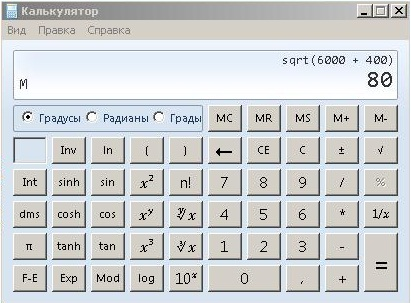 Калькулятор
Вид Правка Справка
sqrt(6000 + 400)
M 80
Градусы Радианы Грады MC MR MS M+ M-
Inv ln ( ) ← CE C ± √
Int sinh sin x² n! 7 8 9 / %
dms cosh cos xʸ ʸ√x 4 5 6 * 1/x
π tanh tan x³ ³√x 1 2 3 - =
F-E Exp Mod log 10ˣ 0 , +